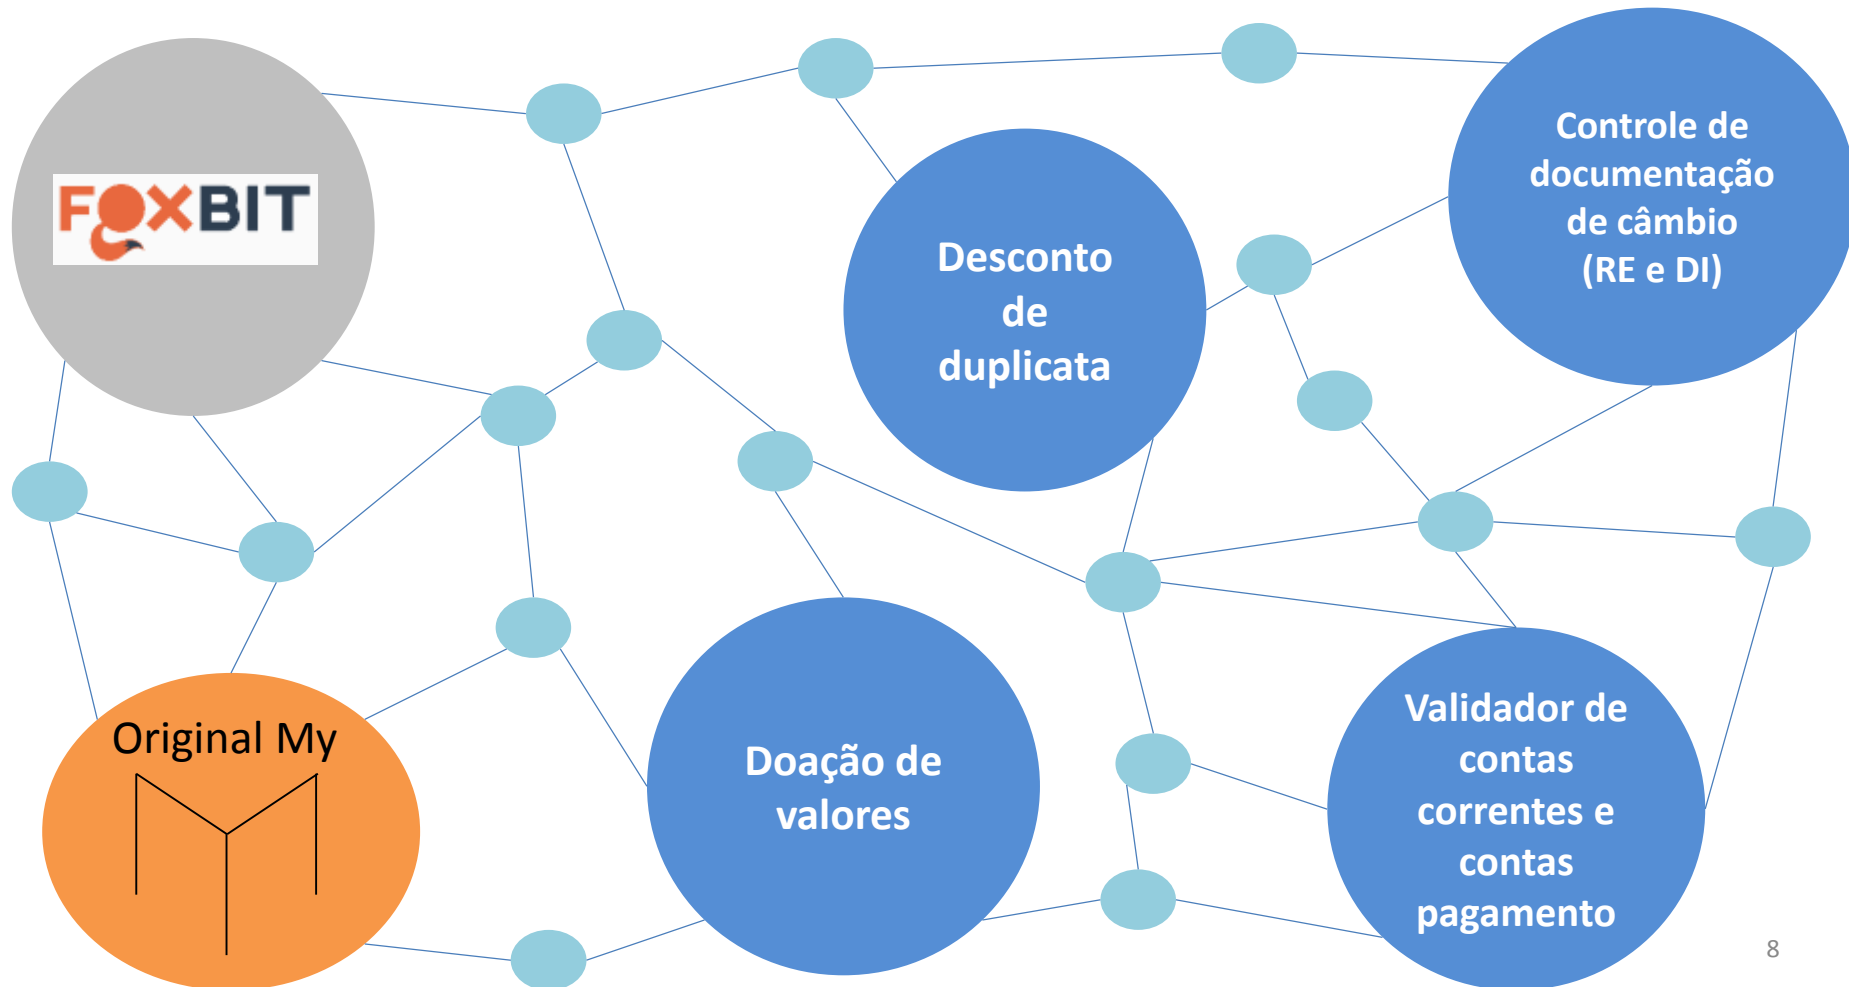 FOXBIT
Controle de
documentação
de câmbio
(RE e DI)
Desconto
de
duplicata
Original My
Doação de
valores
Validador de
contas
correntes e
contas
pagamento
8